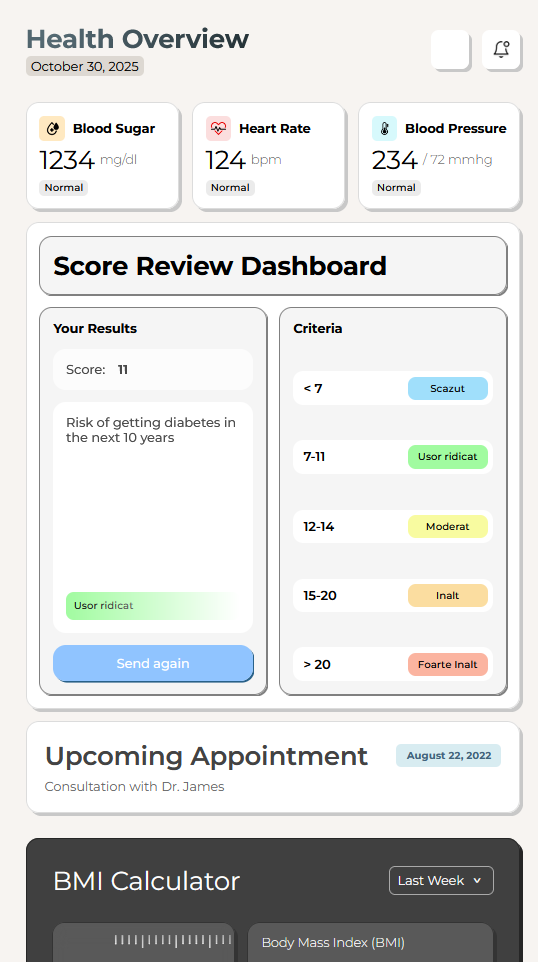 Health Overview
October 30, 2025
Blood Sugar
1234 mg/dl
Normal
Heart Rate
124 bpm
Normal
Blood Pressure
234 / 72 mmhg
Normal
Score Review Dashboard
Your Results
Score: 11
Risk of getting diabetes in
the next 10 years
Usor ridicat
Send again
Criteria
< 7 Scazut
7-11 Usor ridicat
12-14 Moderat
15-20 Inalt
> 20 Foarte Inalt
Upcoming Appointment
August 22, 2022
Consultation with Dr. James
BMI Calculator
Last Week
Body Mass Index (BMI)